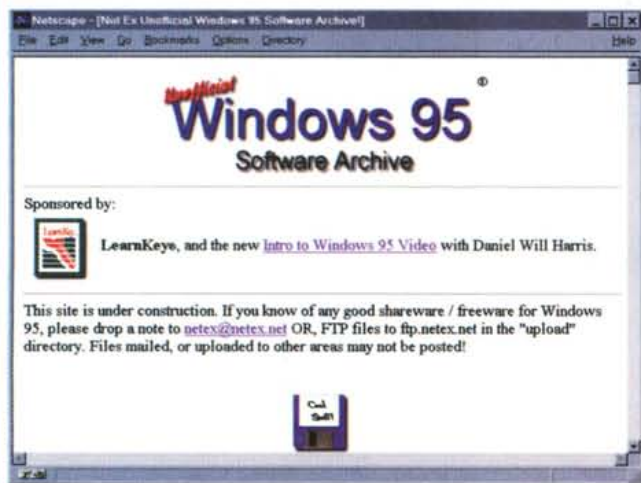 Netscape - [Net Ex Unofficial Windows 95 Software Archive!]
File Edit View Go Bookmarks Options Directory Help
Unofficial
Windows 95 ®
Software Archive
Sponsored by:
LearnKey
LearnKey, and the new Intro to Windows 95 Video with Daniel Will Harris.
This site is under construction. If you know of any good shareware / freeware for Windows
95, please drop a note to netex@netex.net OR, FTP files to ftp.netex.net in the "upload"
directory. Files mailed, or uploaded to other areas may not be posted!
Cool
Stuff!